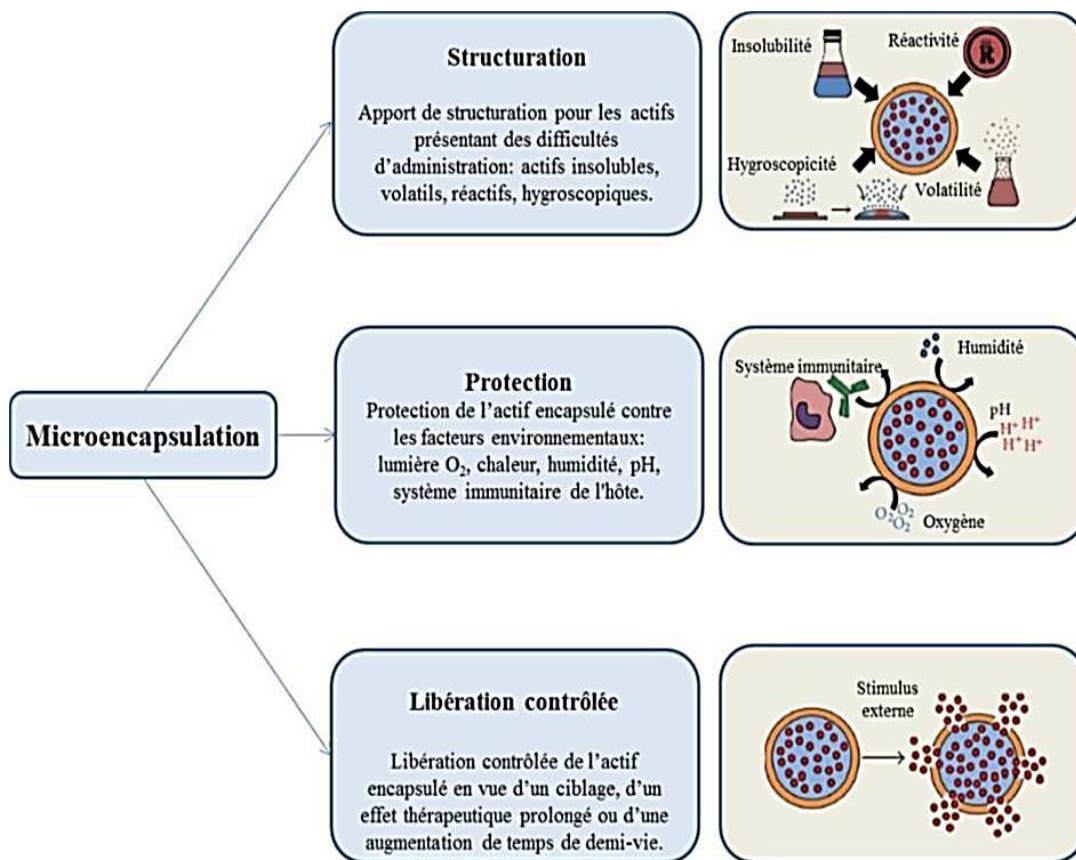 Microencapsulation
Structuration
Apport de structuration pour les actifs
présentant des difficultés
d’administration: actifs insolubles,
volatils, réactifs, hygroscopiques.
Insolubilité
Réactivité
R
Hygroscopicité
Volatilité
Protection
Protection de l’actif encapsulé contre
les facteurs environnementaux:
lumière O₂, chaleur, humidité, pH,
système immunitaire de l'hôte.
Système immunitaire
Humidité
pH
H⁺ H⁺
H⁺ H⁺
O₂ O₂
O₂
Oxygène
Libération contrôlée
Libération contrôlée de l’actif
encapsulé en vue d’un ciblage, d’un
effet thérapeutique prolongé ou d’une
augmentation de temps de demi-vie.
Stimulus
externe